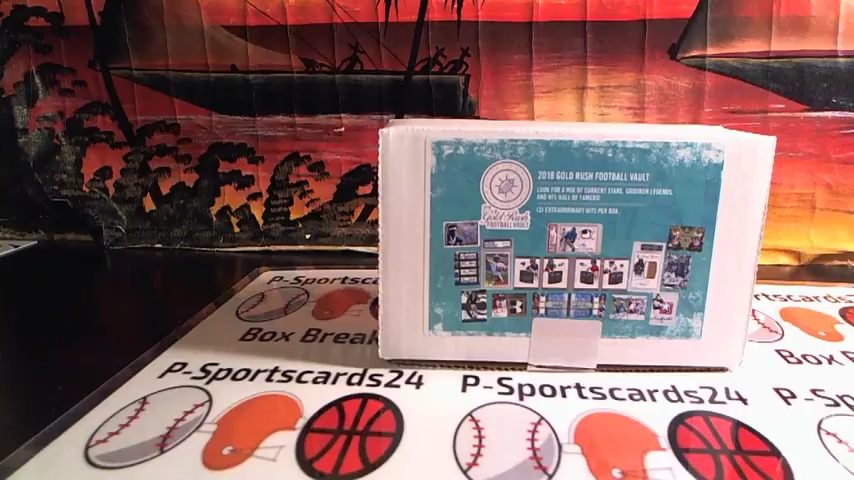 2018 GOLD RUSH FOOTBALL VAULT
LOOK FOR A MIX OF CURRENT STARS, GRIDIRON LEGENDS,
AND NFL HALL OF FAMERS!
(3) EXTRAORDINARY HITS PER BOX.
Gold Rush
FOOTBALL VAULT
P-Sportscards24
Box Break
P-Sportscards
Box
P-Sportscards24
P-Sportscards24
P-Sp